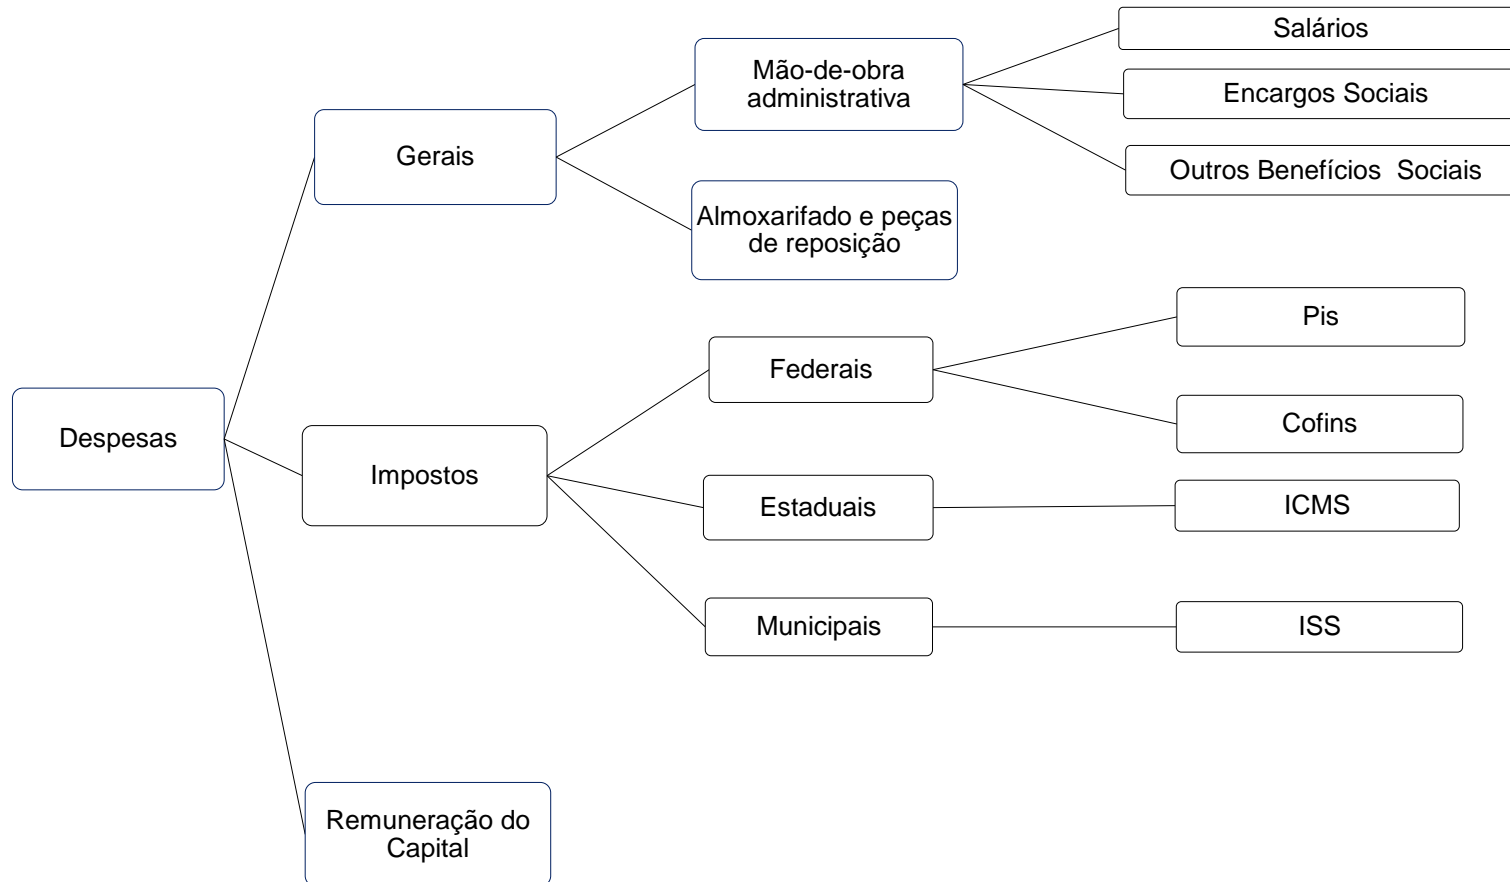 Despesas
Gerais
Mão-de-obra
administrativa
Salários
Encargos Sociais
Outros Benefícios Sociais
Almoxarifado e peças
de reposição
Impostos
Federais
Pis
Cofins
Estaduais
ICMS
Municipais
ISS
Remuneração do
Capital